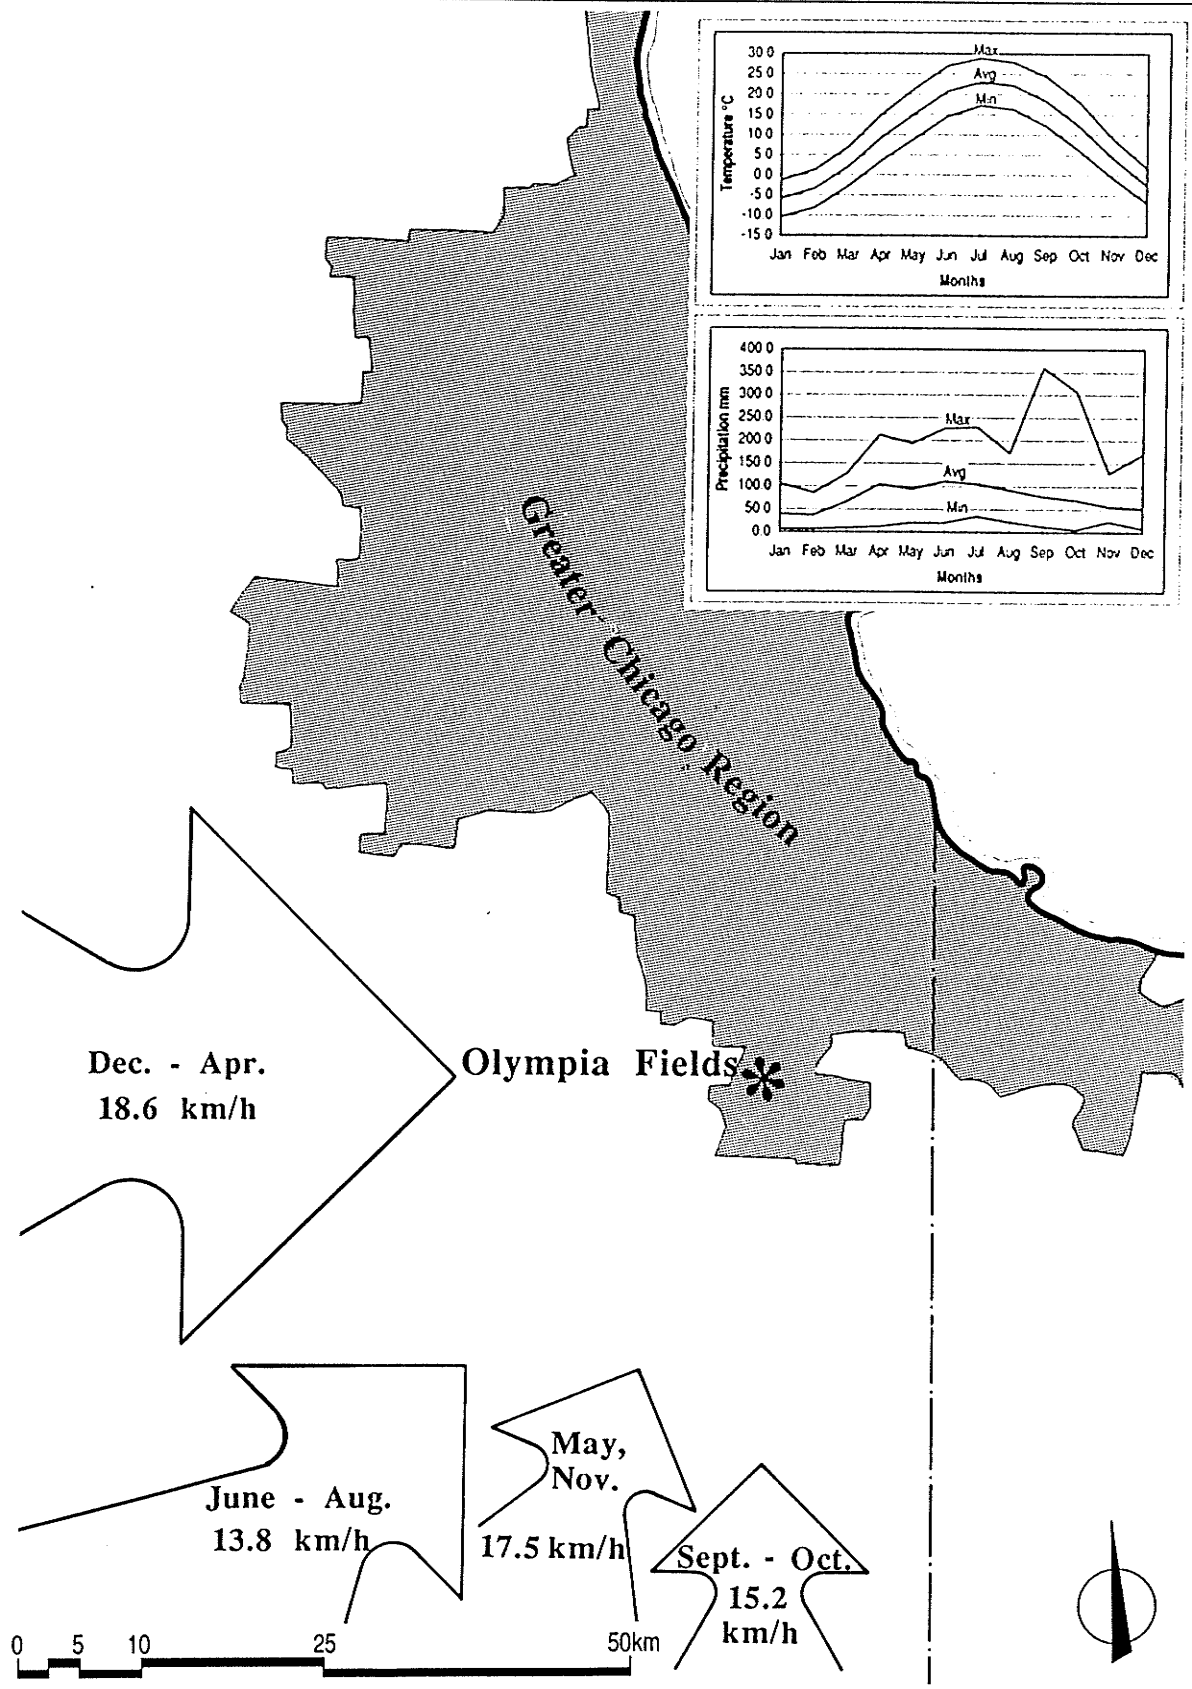 30 0
25 0
20 0
15 0
10 0
5 0
0 0
-5 0
-10 0
-15 0
Temperature °C
Max
Avg
Min
Jan Feb Mar Apr May Jun Jul Aug Sep Oct Nov Dec
Months
400 0
350 0
300 0
250 0
200 0
150 0
100 0
50 0
0 0
Precipitation mm
Max
Avg
Min
Jan Feb Mar Apr May Jun Jul Aug Sep Oct Nov Dec
Months
Greater Chicago Region
Olympia Fields
Dec. - Apr.
18.6 km/h
June - Aug.
13.8 km/h
May,
Nov.
17.5 km/h
Sept. - Oct.
15.2
km/h
0 5 10 25 50km